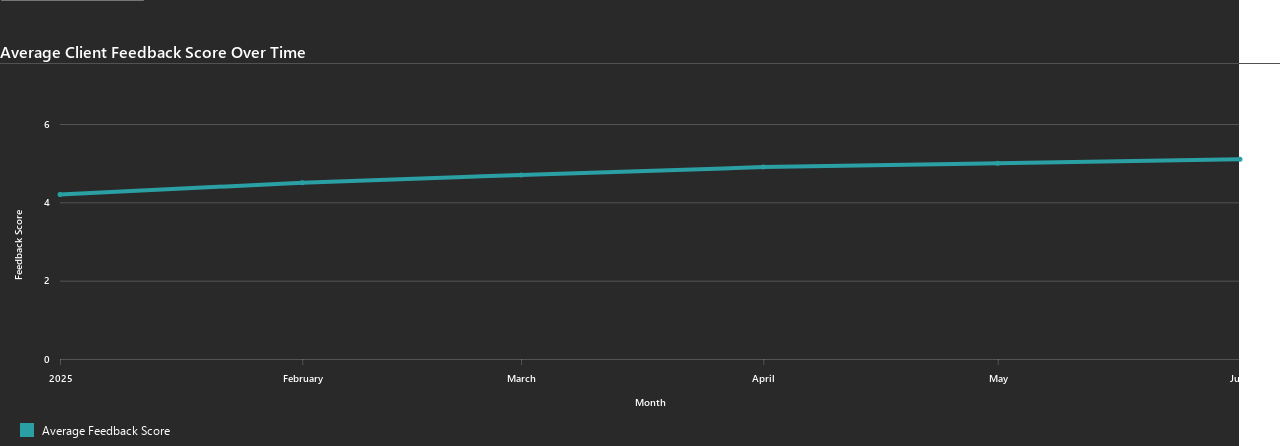 Average Client Feedback Score Over Time
6
4
2
0
Feedback Score
2025 February March April May Ju
Month
Average Feedback Score